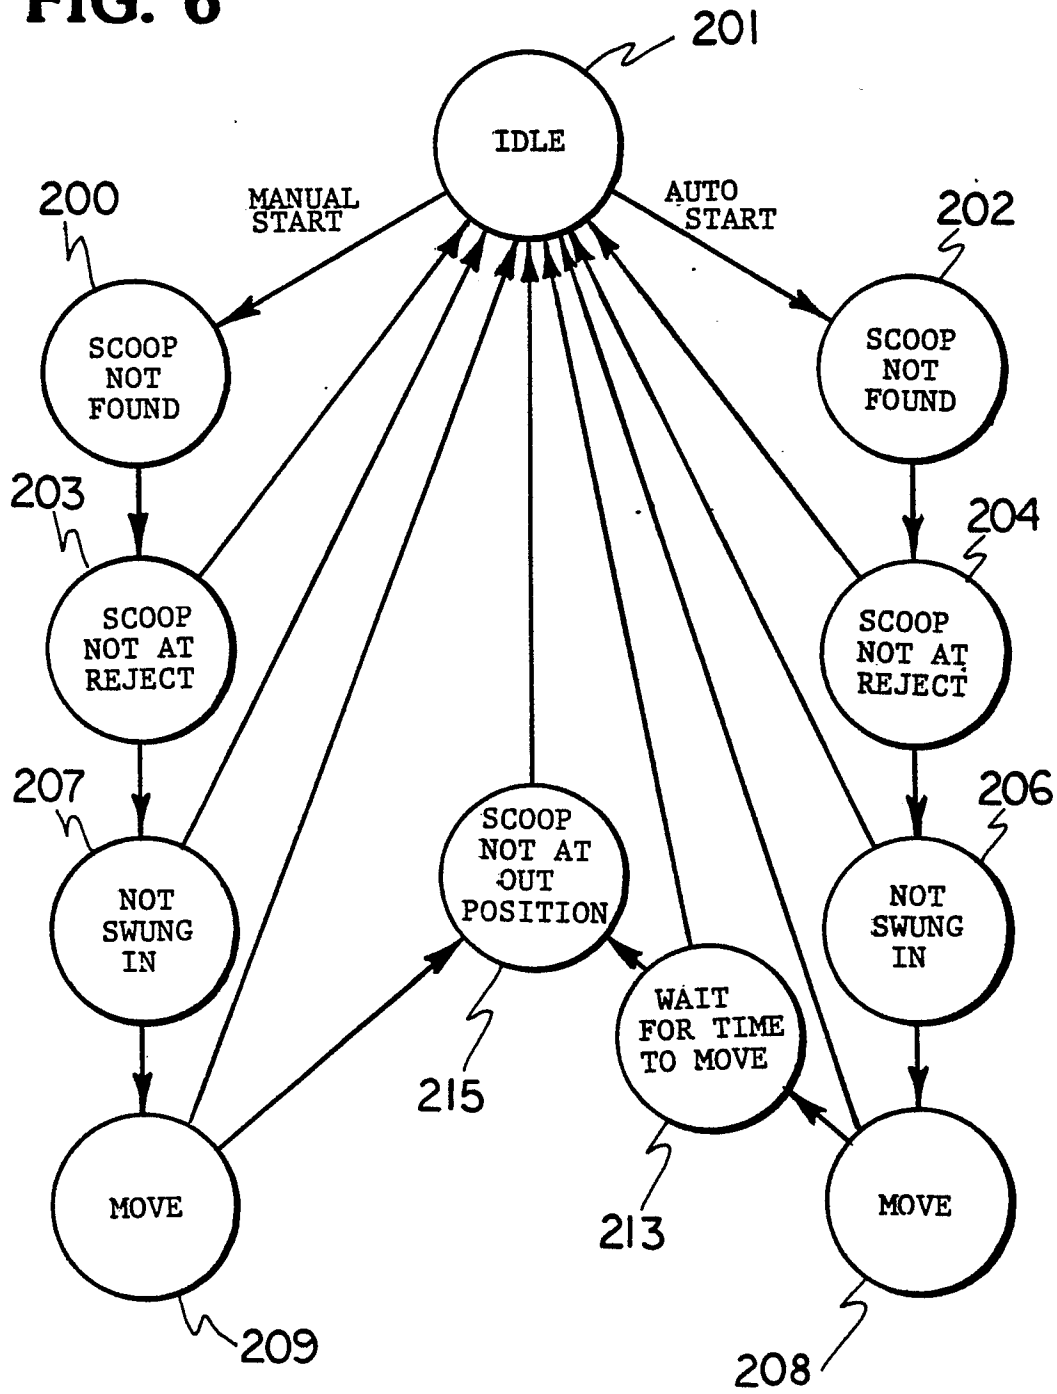 FIG. 6
201
IDLE
200
MANUAL
START
AUTO
START
202
SCOOP
NOT
FOUND
SCOOP
NOT
FOUND
203
204
SCOOP
NOT AT
REJECT
SCOOP
NOT AT
REJECT
207
206
SCOOP
NOT AT
OUT
POSITION
NOT
SWUNG
IN
NOT
SWUNG
IN
WAIT
FOR TIME
TO MOVE
215
MOVE
MOVE
213
209
208